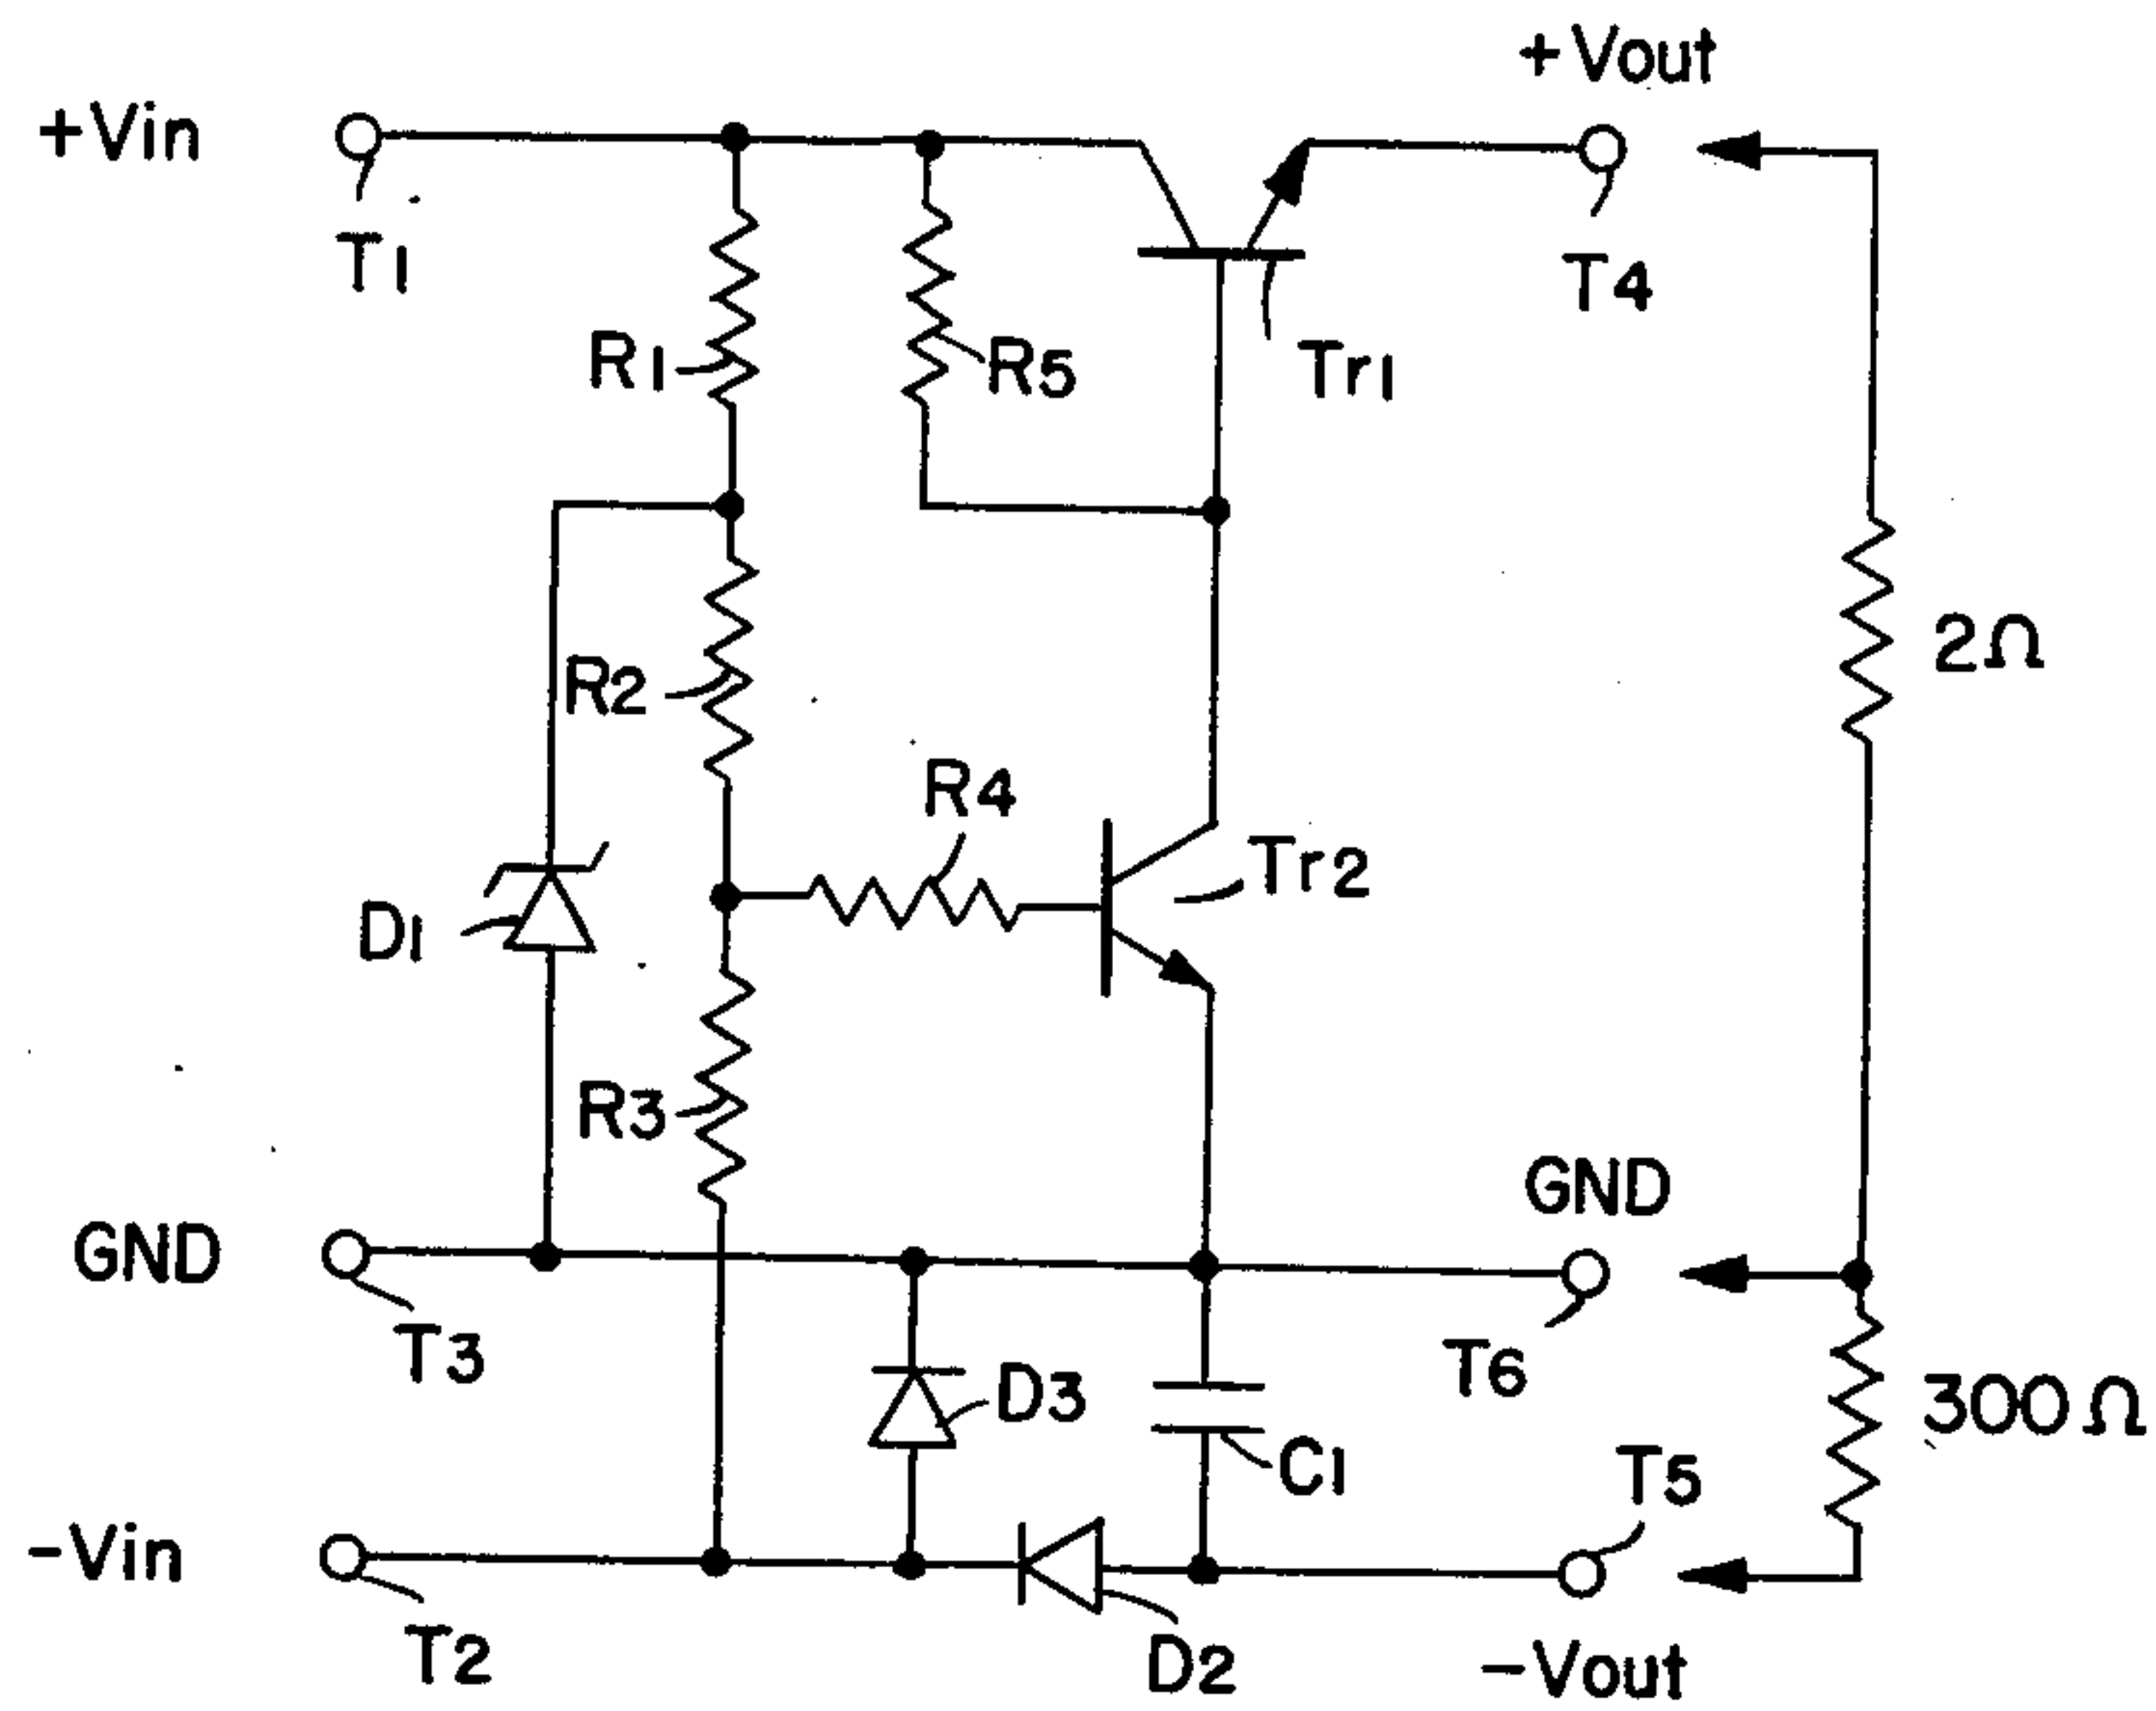 +Vout
+Vin
T1
T4
R1
R5
Tr1
2Ω
R2
R4
Tr2
D1
R3
GND
GND
T3
T6
D3
300Ω
C1
T5
-Vin
T2
D2
-Vout